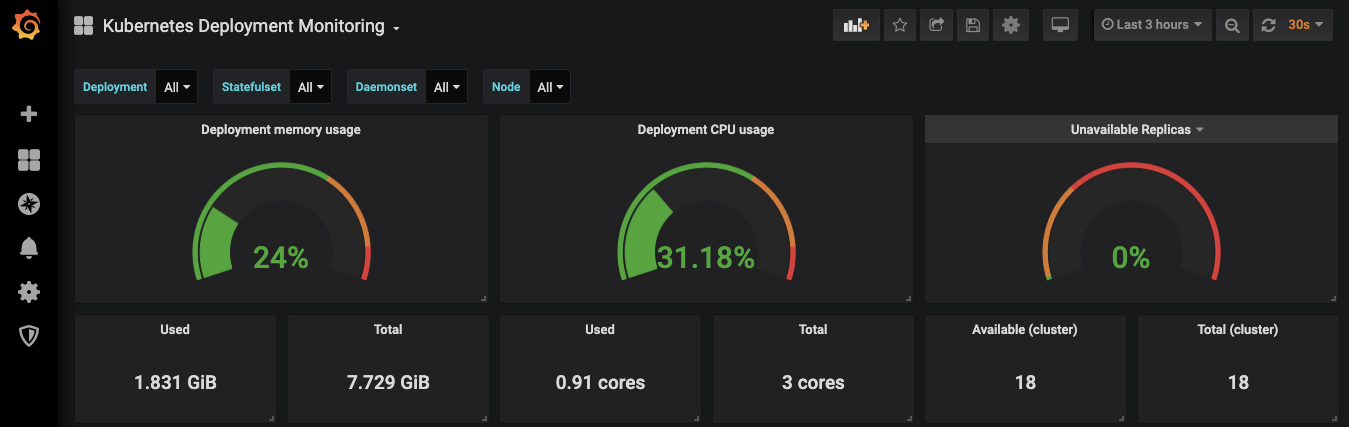 Kubernetes Deployment Monitoring
Last 3 hours
30s
Deployment All Statefulset All Daemonset All Node All
Deployment memory usage
24%
Deployment CPU usage
31.18%
Unavailable Replicas
0%
Used
1.831 GiB
Total
7.729 GiB
Used
0.91 cores
Total
3 cores
Available (cluster)
18
Total (cluster)
18